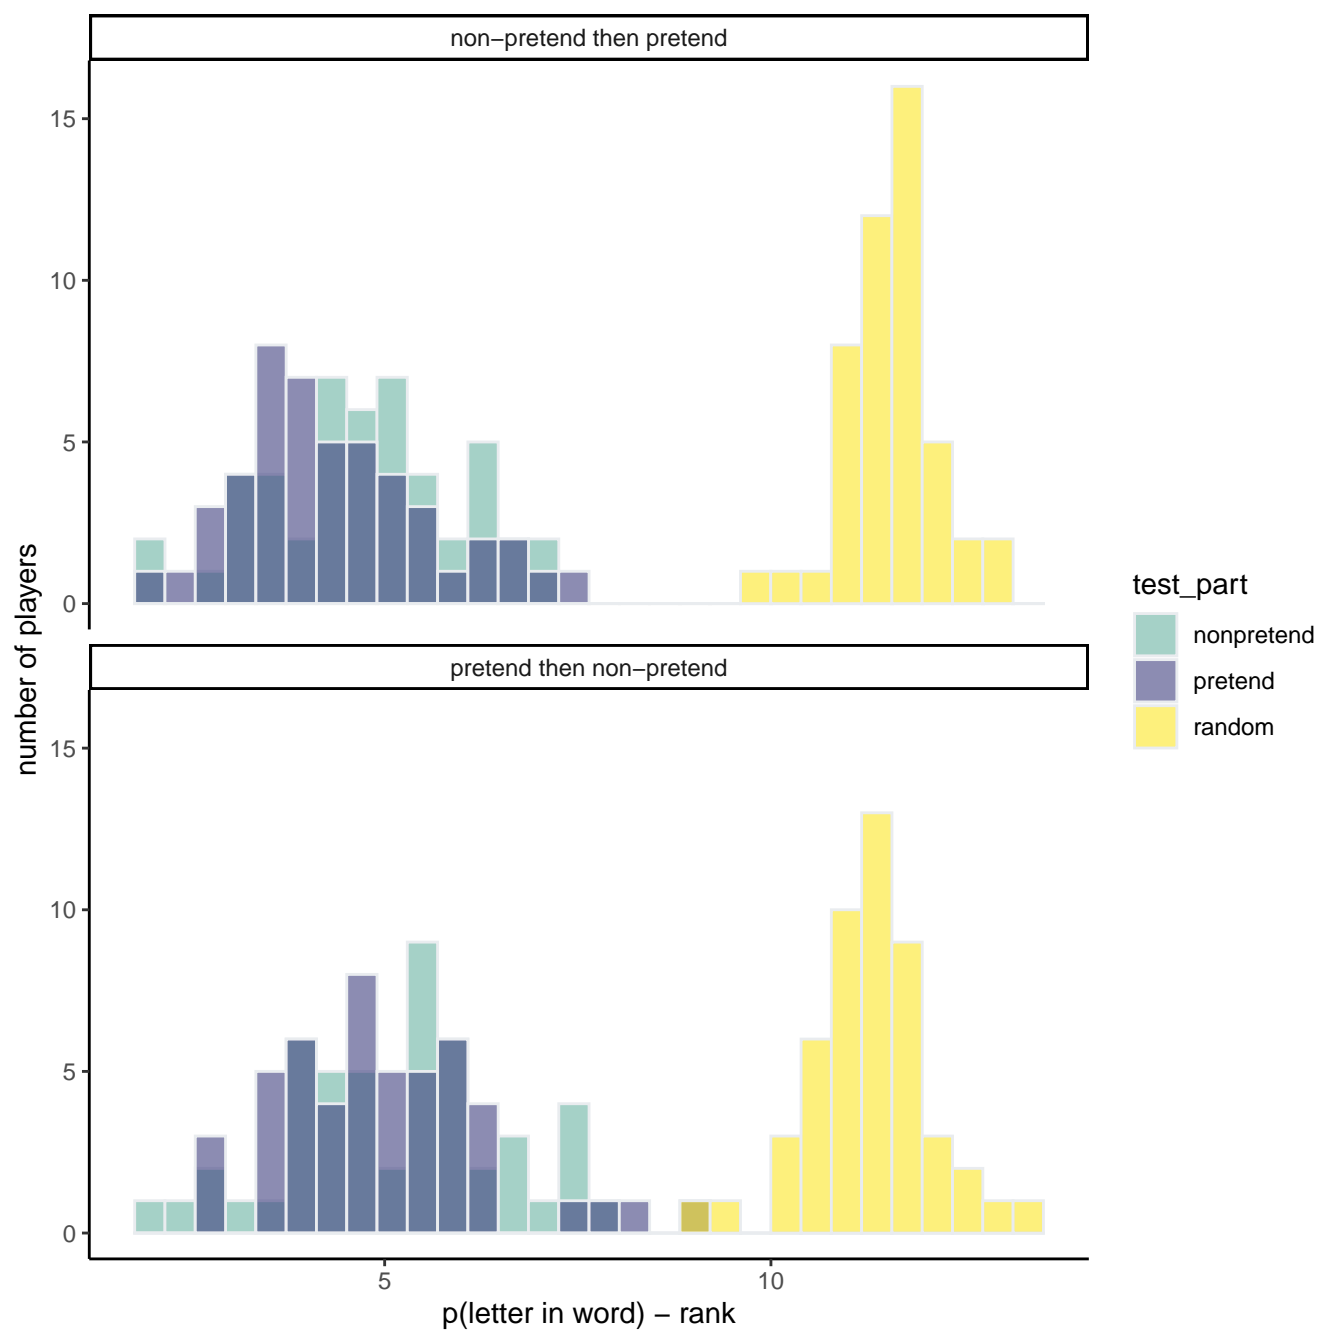 non−pretend then pretend
15
10
5
0
pretend then non−pretend
15
10
5
0
5
10
p(letter in word) − rank
number of players
test_part
nonpretend
pretend
random